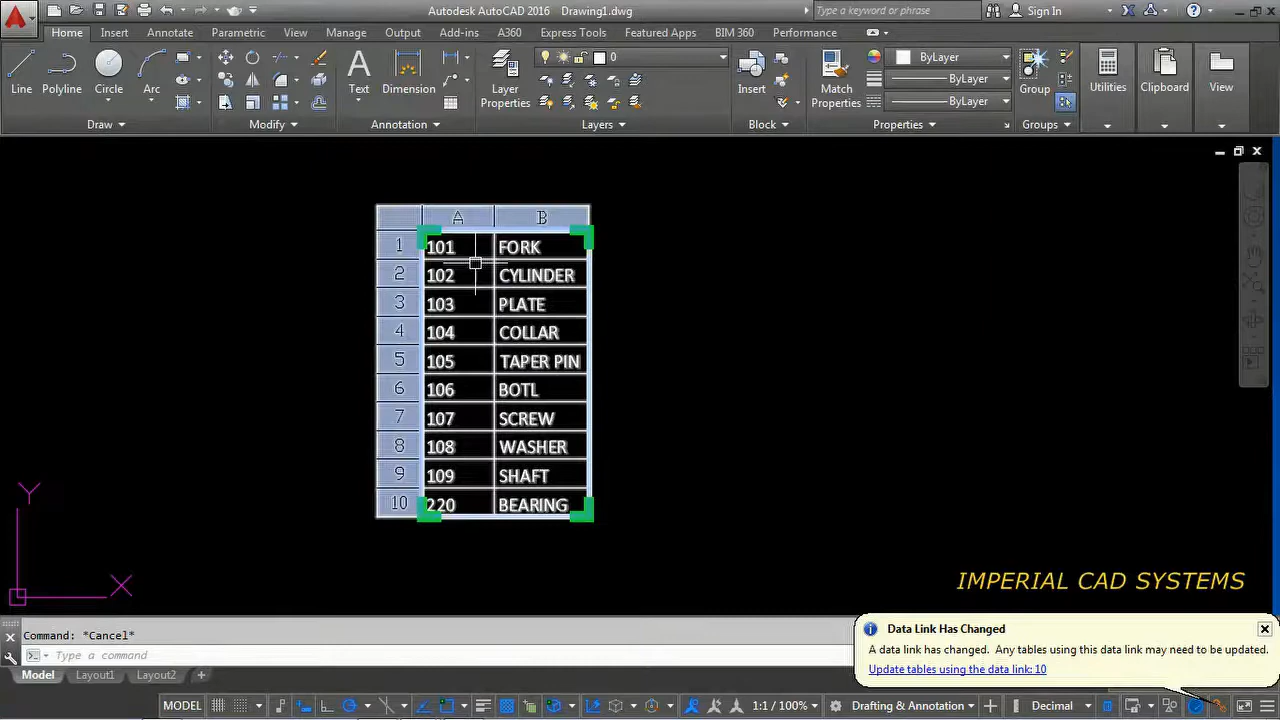 Autodesk AutoCAD 2016 Drawing1.dwg
Type a keyword or phrase
Sign In
Home Insert Annotate Parametric View Manage Output Add-ins A360 Express Tools Featured Apps BIM 360 Performance
Line Polyline Circle Arc
Text Dimension
Layer Properties
0
Insert
Match Properties
ByLayer
ByLayer
ByLayer
Group
Utilities Clipboard View
Draw Modify Annotation Layers Block Properties Groups
A B
1 101 FORK
2 102 CYLINDER
3 103 PLATE
4 104 COLLAR
5 105 TAPER PIN
6 106 BOTL
7 107 SCREW
8 108 WASHER
9 109 SHAFT
10 220 BEARING
Y
X
IMPERIAL CAD SYSTEMS
Command: *Cancel*
Type a command
Data Link Has Changed
A data link has changed. Any tables using this data link may need to be updated.
Update tables using the data link: 10
Model Layout1 Layout2 +
MODEL 1:1 / 100% Drafting & Annotation Decimal